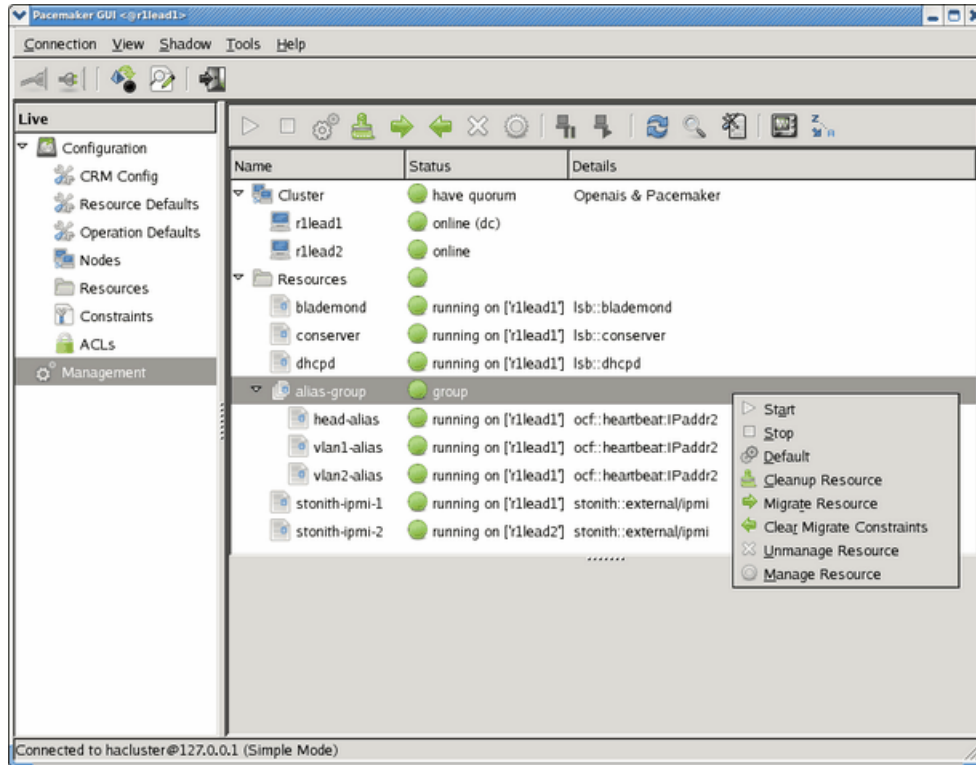 Pacemaker GUI <@r1lead1>
Connection View Shadow Tools Help
Live
Configuration
CRM Config
Resource Defaults
Operation Defaults
Nodes
Resources
Constraints
ACLs
Management
Name Status Details
Cluster have quorum Openais & Pacemaker
r1lead1 online (dc)
r1lead2 online
Resources
blademond running on ['r1lead1'] lsb::blademond
conserver running on ['r1lead1'] lsb::conserver
dhcpd running on ['r1lead1'] lsb::dhcpd
alias-group group
head-alias running on ['r1lead1'] ocf::heartbeat:IPaddr2
vlan1-alias running on ['r1lead1'] ocf::heartbeat:IPaddr2
vlan2-alias running on ['r1lead1'] ocf::heartbeat:IPaddr2
stonith-ipmi-1 running on ['r1lead1'] stonith::external/ipmi
stonith-ipmi-2 running on ['r1lead2'] stonith::external/ipmi
Start
Stop
Default
Cleanup Resource
Migrate Resource
Clear Migrate Constraints
Unmanage Resource
Manage Resource
Connected to hacluster@127.0.0.1 (Simple Mode)